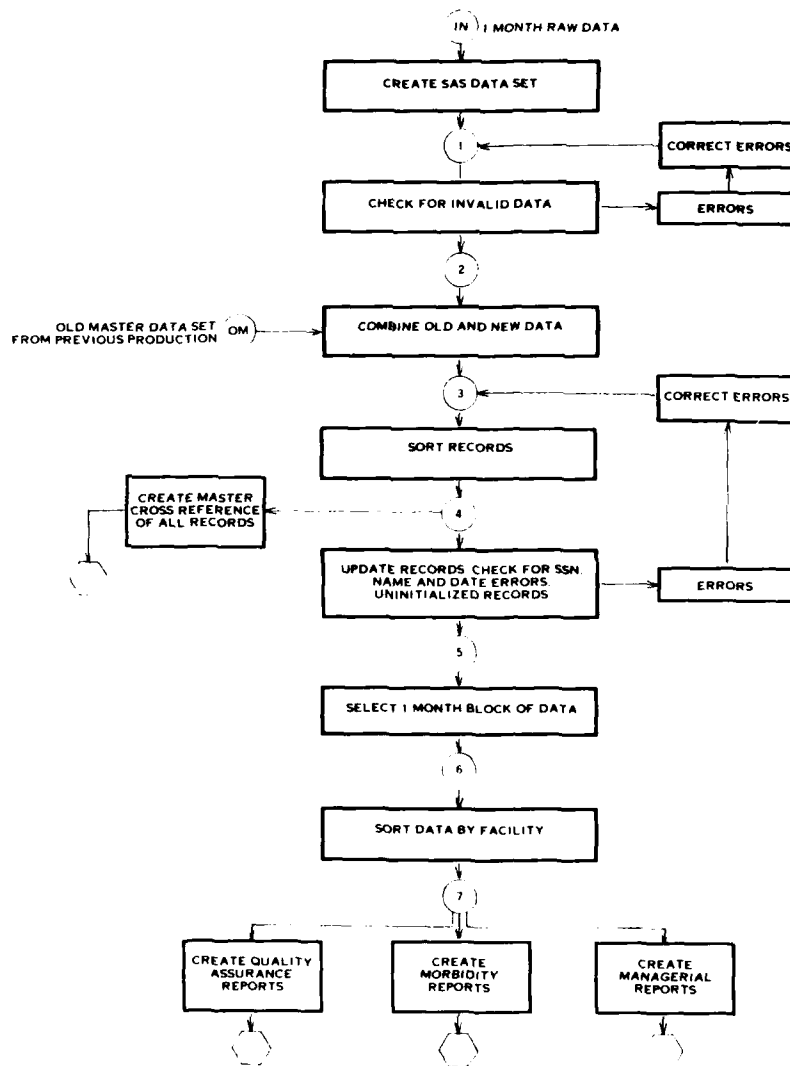 IN 1 MONTH RAW DATA
CREATE SAS DATA SET
1
CORRECT ERRORS
CHECK FOR INVALID DATA
ERRORS
2
OLD MASTER DATA SET
FROM PREVIOUS PRODUCTION
OM
COMBINE OLD AND NEW DATA
3
CORRECT ERRORS
SORT RECORDS
CREATE MASTER
CROSS REFERENCE
OF ALL RECORDS
4
UPDATE RECORDS CHECK FOR SSN.
NAME AND DATE ERRORS.
UNINITIALIZED RECORDS
ERRORS
5
SELECT 1 MONTH BLOCK OF DATA
6
SORT DATA BY FACILITY
7
CREATE QUALITY
ASSURANCE
REPORTS
CREATE
MORBIDITY
REPORTS
CREATE
MANAGERIAL
REPORTS